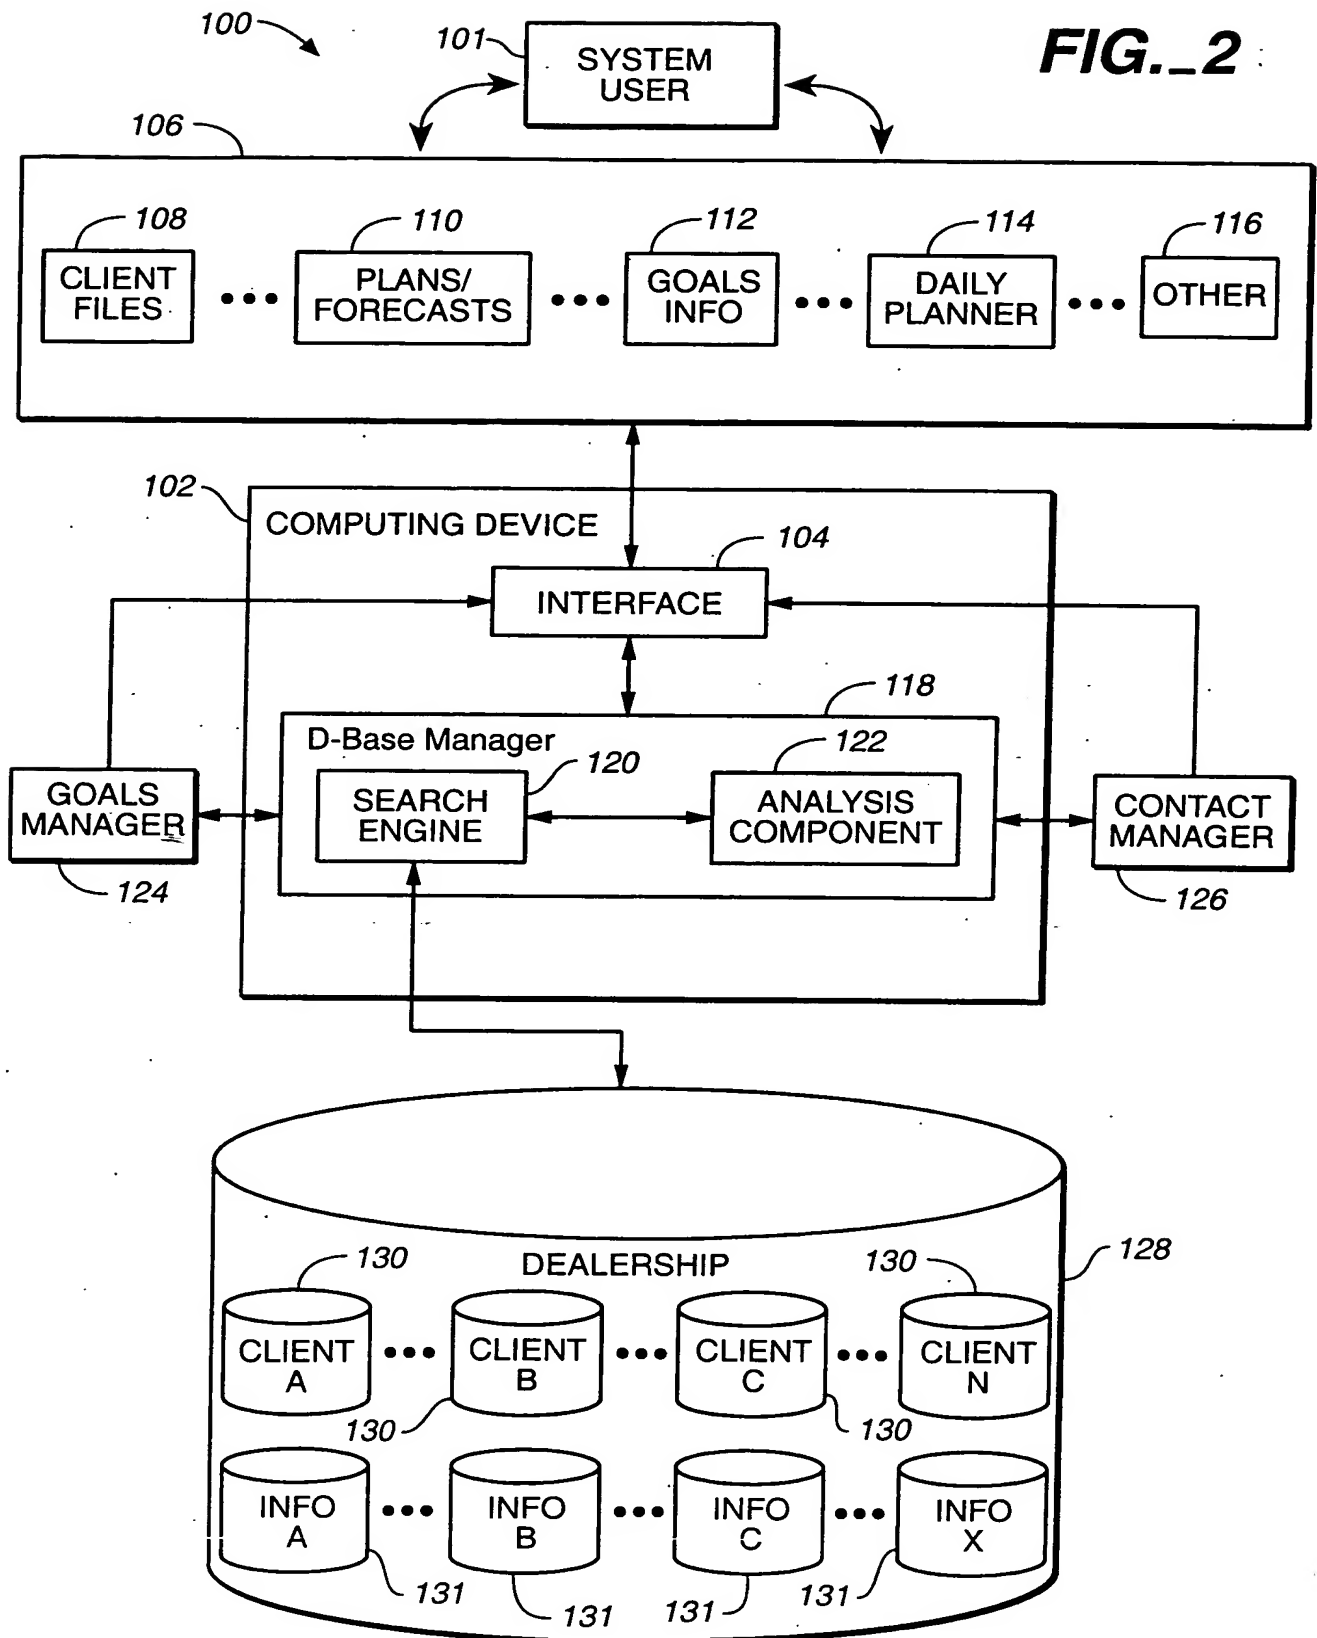 100
101
SYSTEM
USER
FIG._2
106
108
110
112
114
116
CLIENT
FILES
PLANS/
FORECASTS
GOALS
INFO
DAILY
PLANNER
OTHER
102
COMPUTING DEVICE
104
INTERFACE
118
D-Base Manager
120
122
SEARCH
ENGINE
ANALYSIS
COMPONENT
GOALS
MANAGER
124
CONTACT
MANAGER
126
DEALERSHIP
128
130
130
CLIENT
A
CLIENT
B
CLIENT
C
CLIENT
N
130
130
INFO
A
INFO
B
INFO
C
INFO
X
131
131
131
131